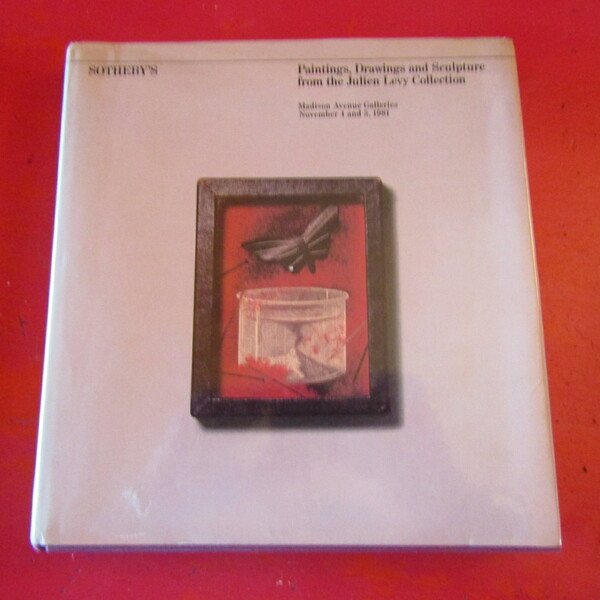 SOTHEBY'S
Paintings, Drawings and Sculpture
from the Julien Levy Collection
Madison Avenue Galleries
November 4 and 5, 1981